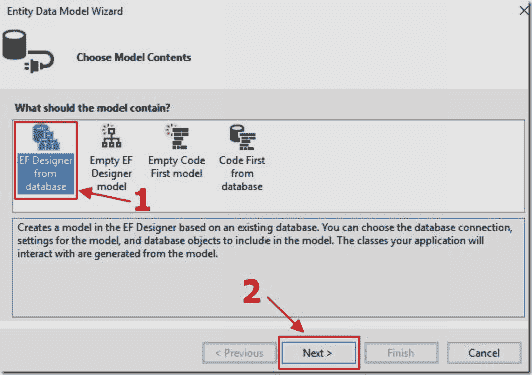 Entity Data Model Wizard
Choose Model Contents
What should the model contain?
EF Designer
from
database
Empty EF
Designer
model
Empty Code
First model
Code First
from
database
1
Creates a model in the EF Designer based on an existing database. You can choose the database connection,
settings for the model, and database objects to include in the model. The classes your application will
interact with are generated from the model.
2
< Previous
Next >
Finish
Cancel